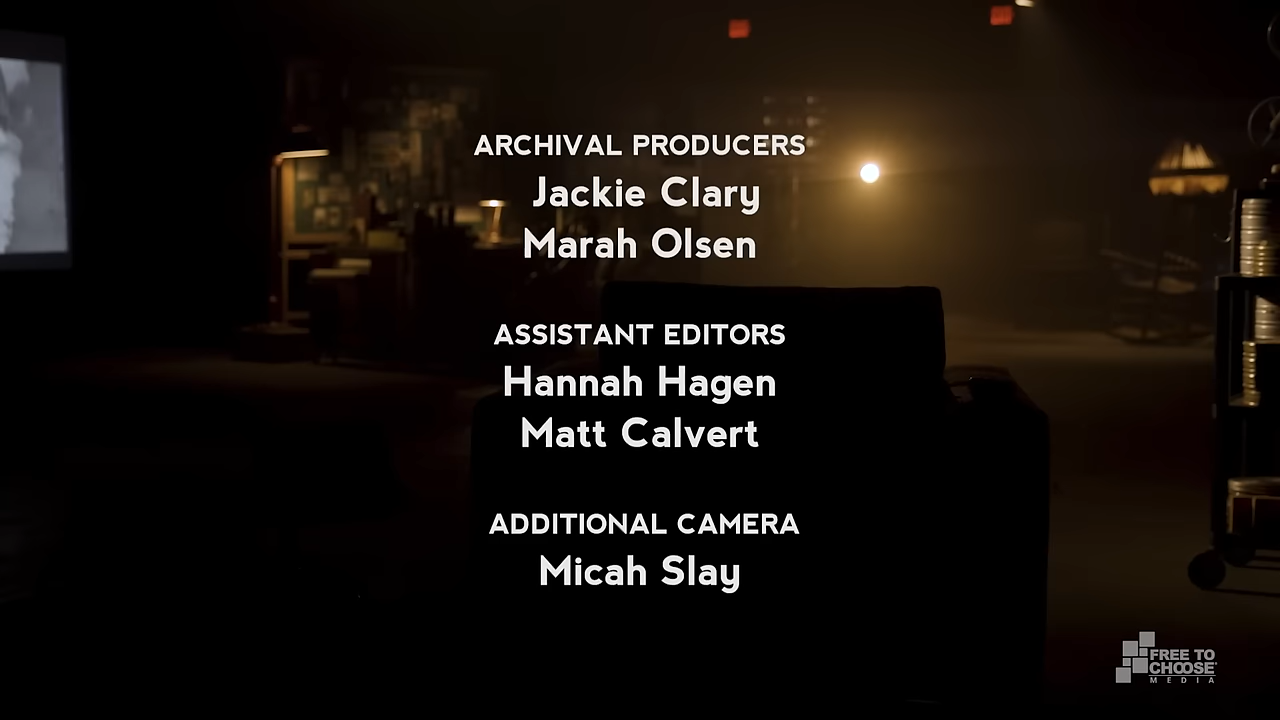 ARCHIVAL PRODUCERS
Jackie Clary
Marah Olsen
ASSISTANT EDITORS
Hannah Hagen
Matt Calvert
ADDITIONAL CAMERA
Micah Slay
FREE TO
CHOOSE
MEDIA